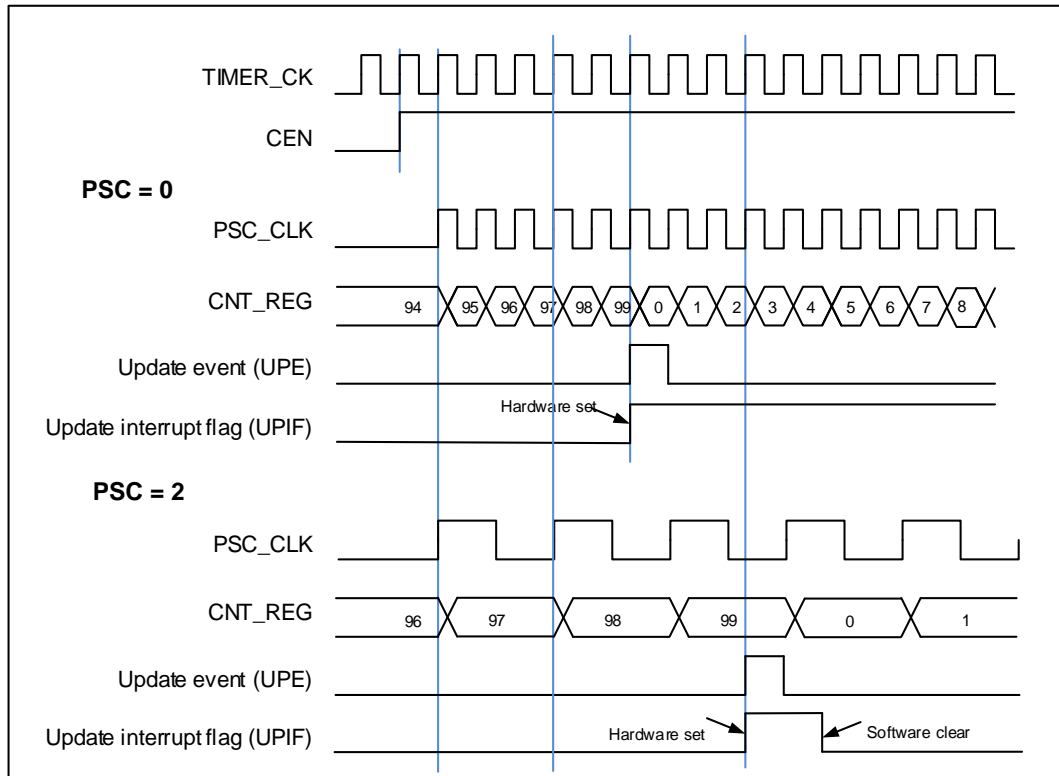 TIMER_CK
CEN
PSC = 0
PSC_CLK
CNT_REG 94 95 96 97 98 99 0 1 2 3 4 5 6 7 8
Update event (UPE)
Hardware set
Update interrupt flag (UPIF)
PSC = 2
PSC_CLK
CNT_REG 96 97 98 99 0 1
Update event (UPE)
Update interrupt flag (UPIF) Hardware set Software clear